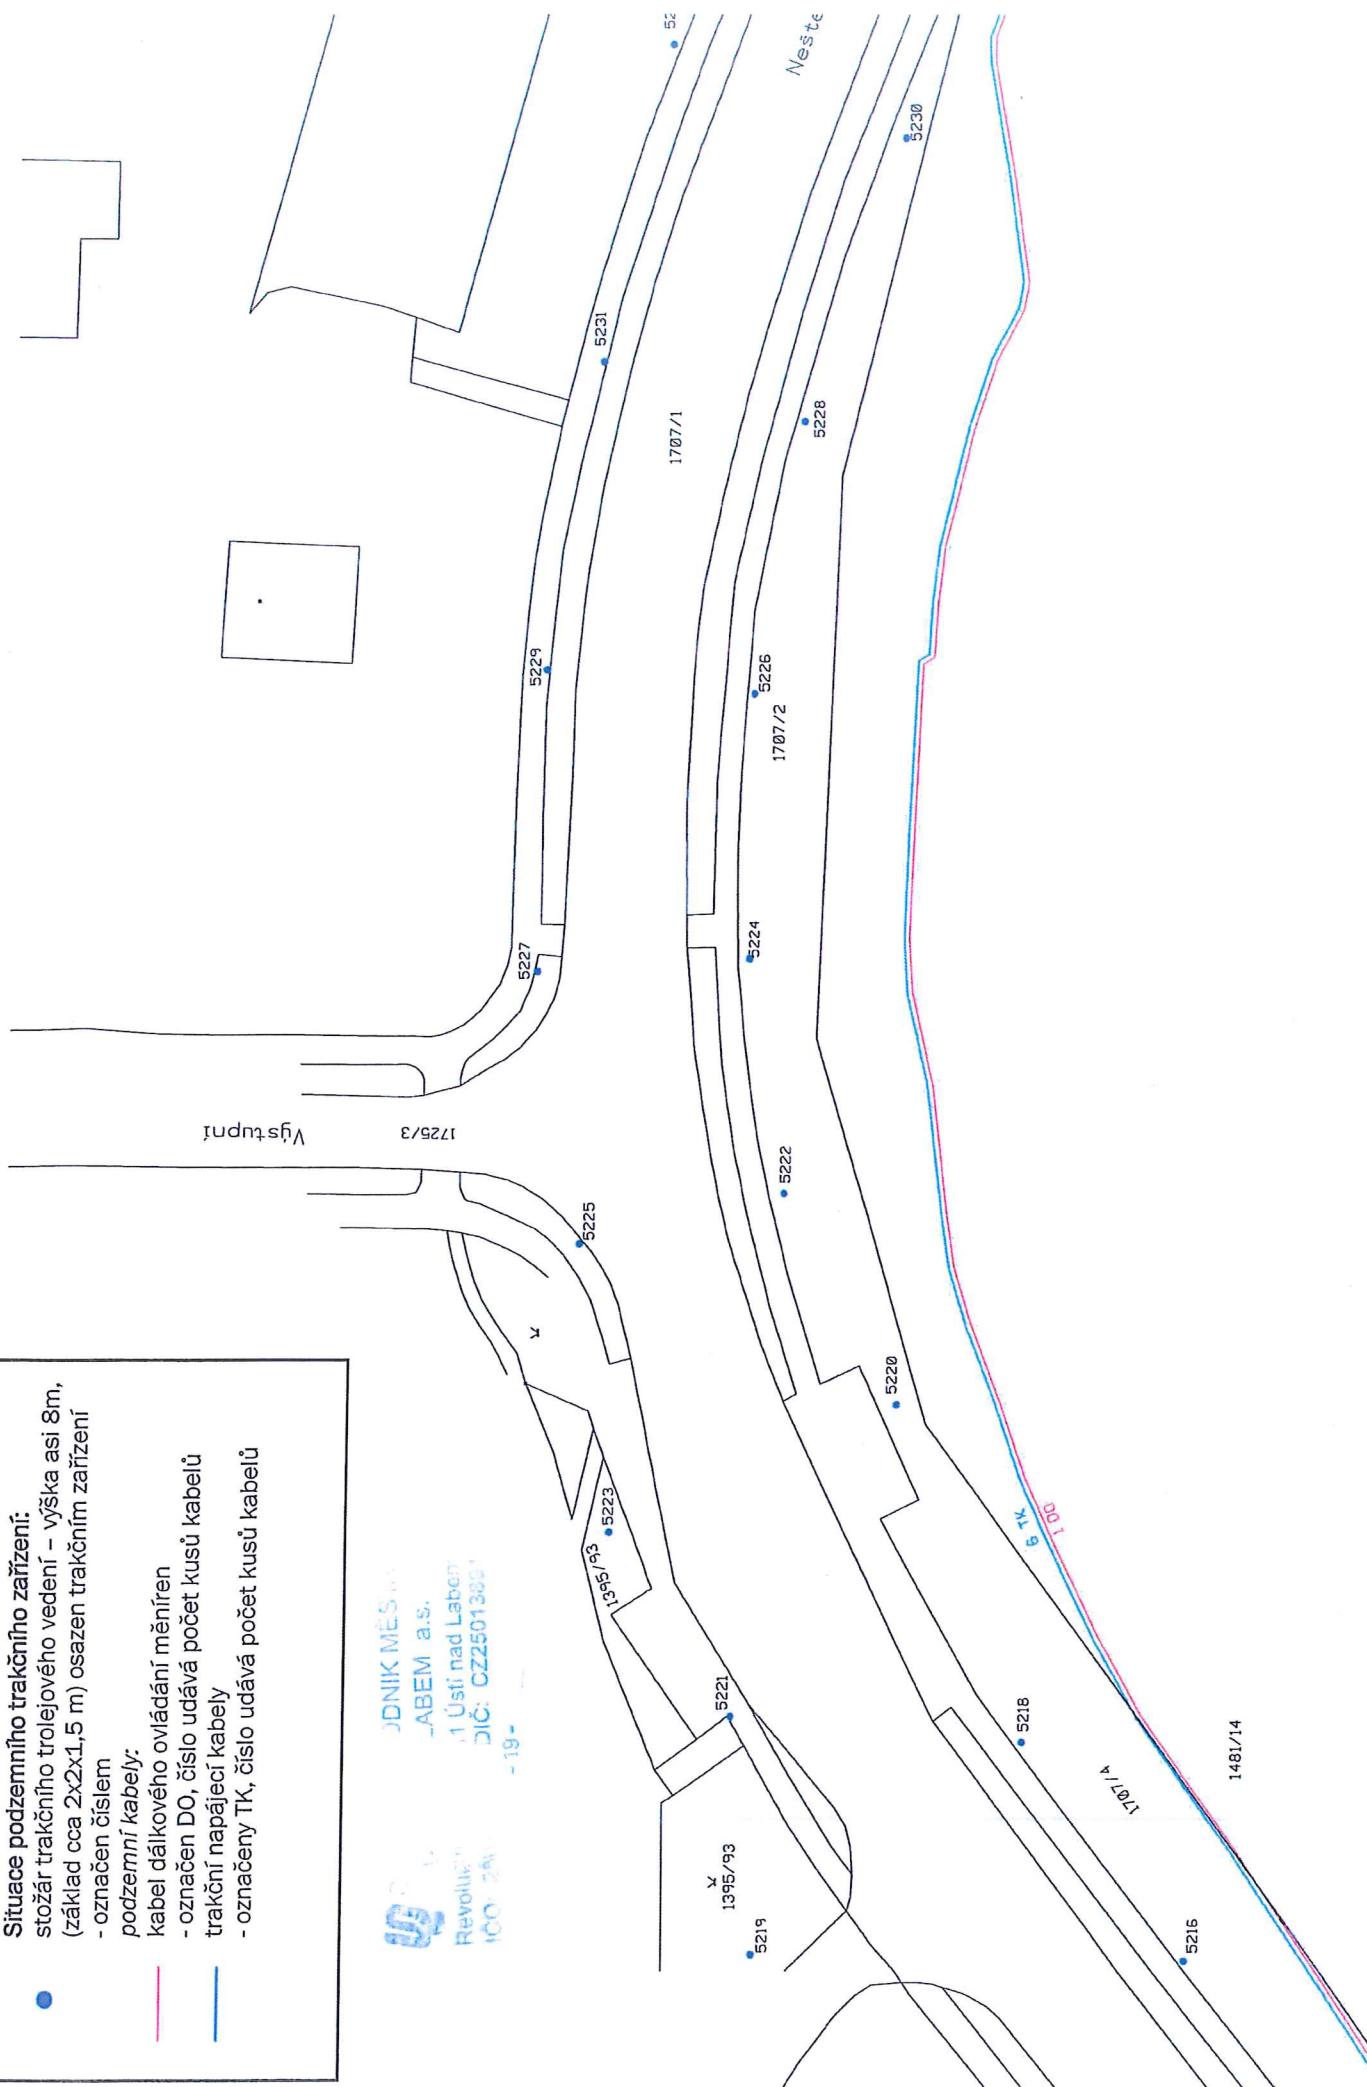 Situace podzemního trakčního zařízení:
stožár trakčního trolejového vedení – výška asi 8m,
(základ cca 2x2x1,5 m) osazen trakčním zařízení
- označen číslem
podzemní kabely:
kabel dálkového ovládání měníren
- označen DO, číslo udává počet kusů kabelů
trakční napájecí kabely
- označeny TK, číslo udává počet kusů kabelů
a.s.
Ústí nad
DIČ:
- 19 -
Výstupní
1725/3
5227
5229
5231
5225
5223
1395/93
5221
1395/93
5219
1707/1
5230
5228
5226
1707/2
5224
5222
5220
6 TK
1 DO
5218
1707/4
1481/14
5216